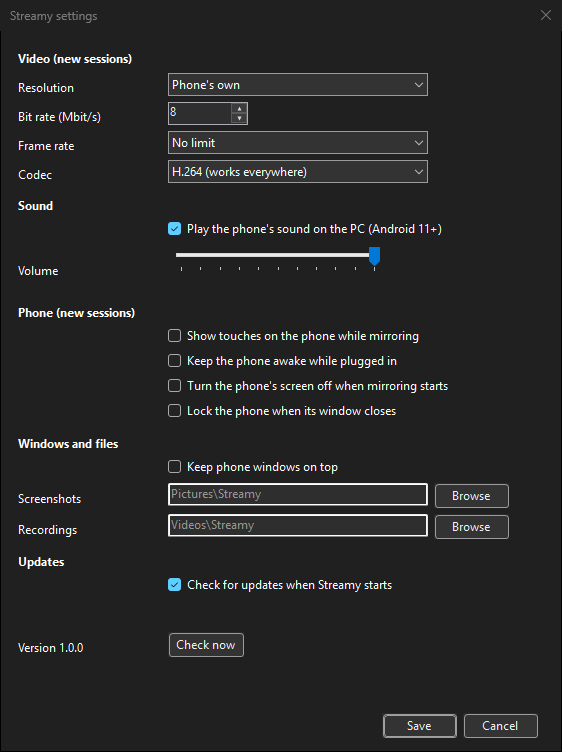 Streamy settings
Video (new sessions)
Resolution Phone's own
Bit rate (Mbit/s) 8
Frame rate No limit
Codec H.264 (works everywhere)
Sound
Play the phone's sound on the PC (Android 11+)
Volume
Phone (new sessions)
Show touches on the phone while mirroring
Keep the phone awake while plugged in
Turn the phone's screen off when mirroring starts
Lock the phone when its window closes
Windows and files
Keep phone windows on top
Screenshots Pictures\Streamy Browse
Recordings Videos\Streamy Browse
Updates
Check for updates when Streamy starts
Version 1.0.0 Check now
Save Cancel